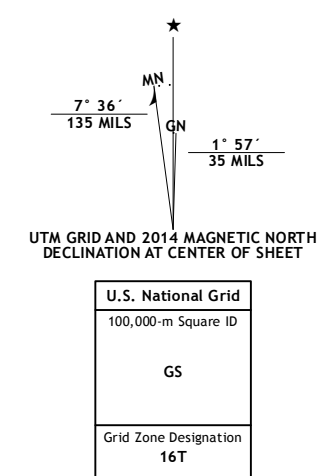 ★
MN
GN
7° 36´
135 MILS
1° 57´
35 MILS
UTM GRID AND 2014 MAGNETIC NORTH
DECLINATION AT CENTER OF SHEET
U.S. National Grid
100,000-m Square ID
GS
Grid Zone Designation
16T